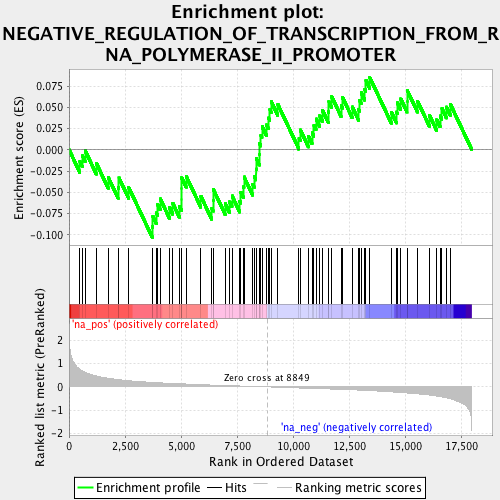 Enrichment plot:
NEGATIVE_REGULATION_OF_TRANSCRIPTION_FROM_R
NA_POLYMERASE_II_PROMOTER
Enrichment score (ES)
0.075
0.050
0.025
0.000
-0.025
-0.050
-0.075
-0.100
'na_pos' (positively correlated)
Ranked list metric (PreRanked)
2
1
0
-1
-2
Zero cross at 8849
'na_neg' (negatively correlated)
0
2,500
5,000
7,500
10,000
12,500
15,000
17,500
Rank in Ordered Dataset
Enrichment profile
Hits
Ranking metric scores